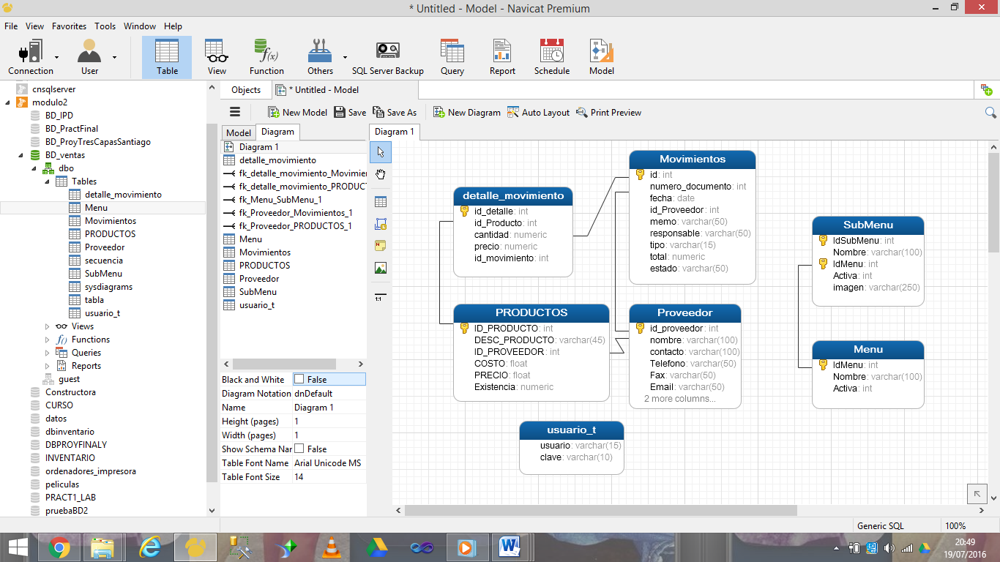 * Untitled - Model - Navicat Premium
File View Favorites Tools Window Help
Connection User Table View Function Others SQL Server Backup Query Report Schedule Model
f(x)
cnsqlserver
modulo2
BD_IPD
BD_PractFinal
BD_ProyTresCapasSantiago
BD_ventas
dbo
Tables
detalle_movimiento
Menu
Movimientos
PRODUCTOS
Proveedor
secuencia
SubMenu
sysdiagrams
tabla
usuario_t
Views
f() Functions
Queries
Reports
guest
Constructora
CURSO
datos
dbinventario
DBPROYFINALY
INVENTARIO
ordenadores_impresora
peliculas
PRACT1_LAB
pruebaBD2
Objects * Untitled - Model
New Model Save Save As New Diagram Auto Layout Print Preview
Model Diagram
Diagram 1
detalle_movimiento
fk_detalle_movimiento_Movimie
fk_detalle_movimiento_PRODUCT
fk_Menu_SubMenu_1
fk_Proveedor_Movimientos_1
fk_Proveedor_PRODUCTOS_1
Menu
Movimientos
PRODUCTOS
Proveedor
SubMenu
usuario_t
Black and White False
Diagram Notation dnDefault
Name Diagram 1
Height (pages) 1
Width (pages) 1
Show Schema Nar False
Table Font Name Arial Unicode MS
Table Font Size 14
Diagram 1
1:1
detalle_movimiento
id_detalle: int
id_Producto: int
cantidad: numeric
precio: numeric
id_movimiento: int
Movimientos
id: int
numero_documento: int
fecha: date
id_Proveedor: int
memo: varchar(50)
responsable: varchar(50)
tipo: varchar(15)
total: numeric
estado: varchar(50)
SubMenu
IdSubMenu: int
Nombre: varchar(100)
IdMenu: int
Activa: int
imagen: varchar(250)
PRODUCTOS
ID_PRODUCTO: int
DESC_PRODUCTO: varchar(45)
ID_PROVEEDOR: int
COSTO: float
PRECIO: float
Existencia: numeric
Proveedor
id_proveedor: int
nombre: varchar(100)
contacto: varchar(100)
Telefono: varchar(50)
Fax: varchar(50)
Email: varchar(50)
2 more columns...
Menu
IdMenu: int
Nombre: varchar(100)
Activa: int
usuario_t
usuario: varchar(15)
clave: varchar(10)
Generic SQL 100%
20:49
19/07/2016